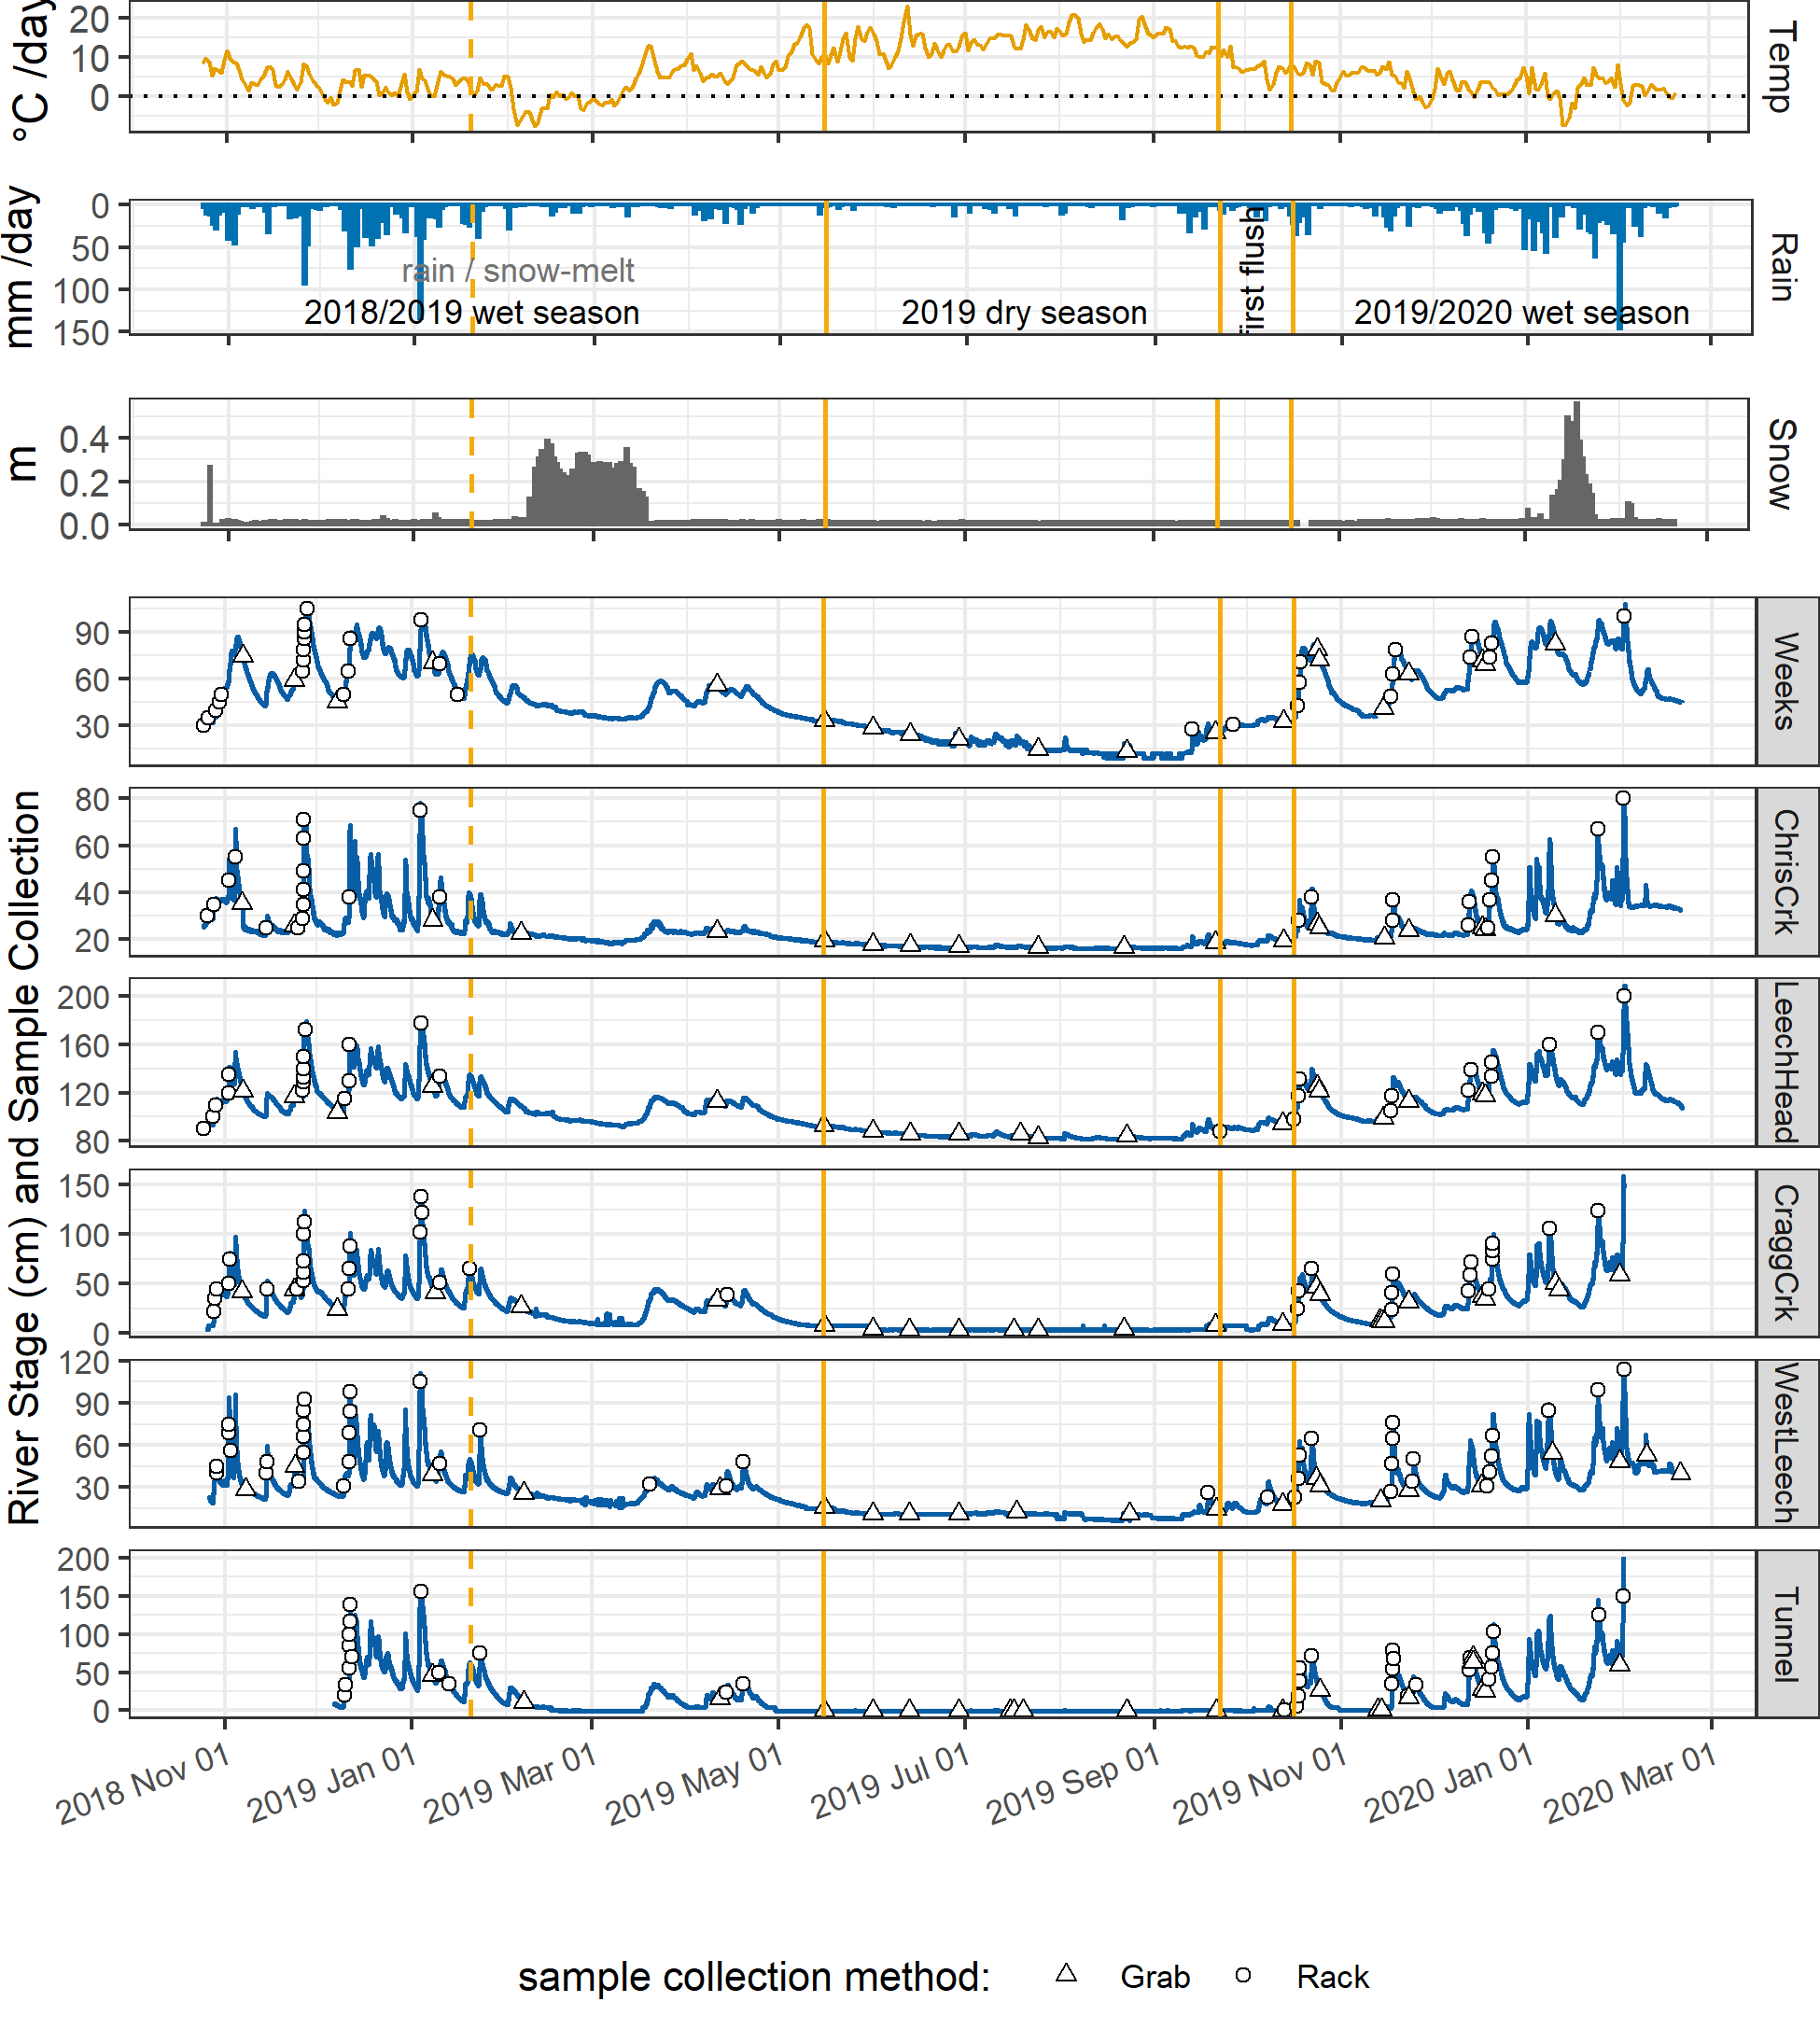 °C /day
20
10
0
Temp
mm /day
0
50
100
150
rain / snow-melt
2018/2019 wet season
2019 dry season
first flush
2019/2020 wet season
Rain
m
0.4
0.2
0.0
Snow
River Stage (cm) and Sample Collection
90
60
30
Weeks
80
60
40
20
ChrisCrk
200
160
120
80
LeechHead
150
100
50
0
CraggCrk
120
90
60
30
WestLeech
200
150
100
50
0
Tunnel
2018 Nov 01
2019 Jan 01
2019 Mar 01
2019 May 01
2019 Jul 01
2019 Sep 01
2019 Nov 01
2020 Jan 01
2020 Mar 01
sample collection method: Grab Rack